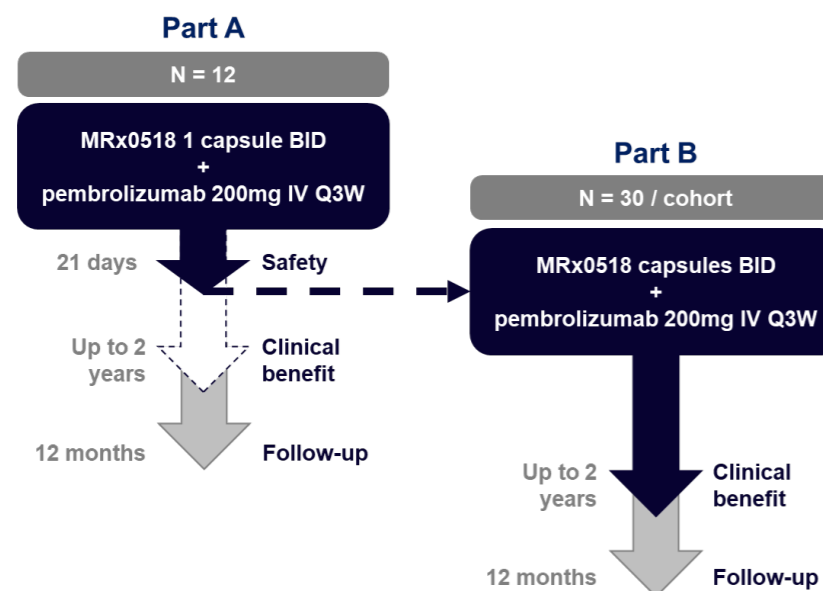 Part A
N = 12
MRx0518 1 capsule BID
+
pembrolizumab 200mg IV Q3W
21 days
Safety
Up to 2
years
Clinical
benefit
12 months
Follow-up
Part B
N = 30 / cohort
MRx0518 capsules BID
+
pembrolizumab 200mg IV Q3W
Up to 2
years
Clinical
benefit
12 months
Follow-up